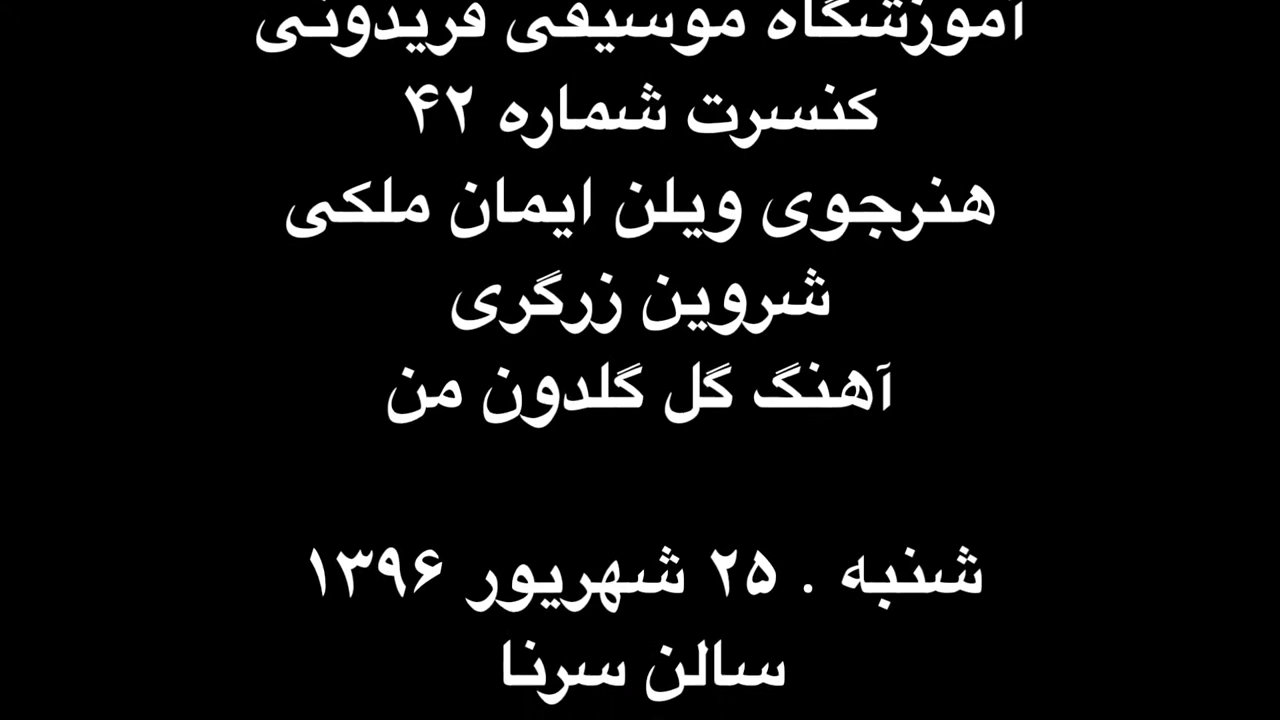 آموزشگاه موسیقی فریدونی
کنسرت شماره ۴۲
هنرجوی ویلن ایمان ملکی
شروین زرگری
آهنگ گل گلدون من
شنبه . ۲۵ شهریور ۱۳۹۶
سالن سرنا